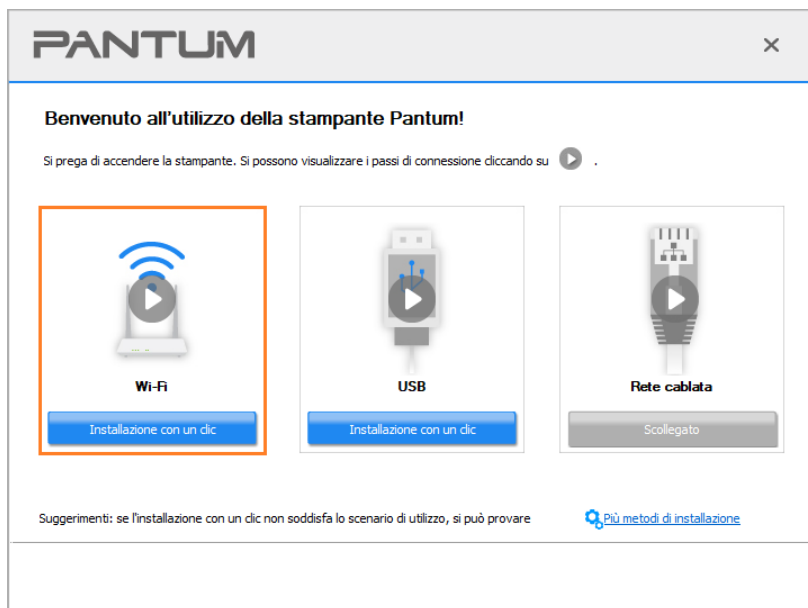 PANTUM
Benvenuto all'utilizzo della stampante Pantum!
Si prega di accendere la stampante. Si possono visualizzare i passi di connessione cliccando su .
Wi-Fi
USB
Rete cablata
Installazione con un clic
Installazione con un clic
Scollegato
Suggerimenti: se l'installazione con un clic non soddisfa lo scenario di utilizzo, si può provare Più metodi di installazione